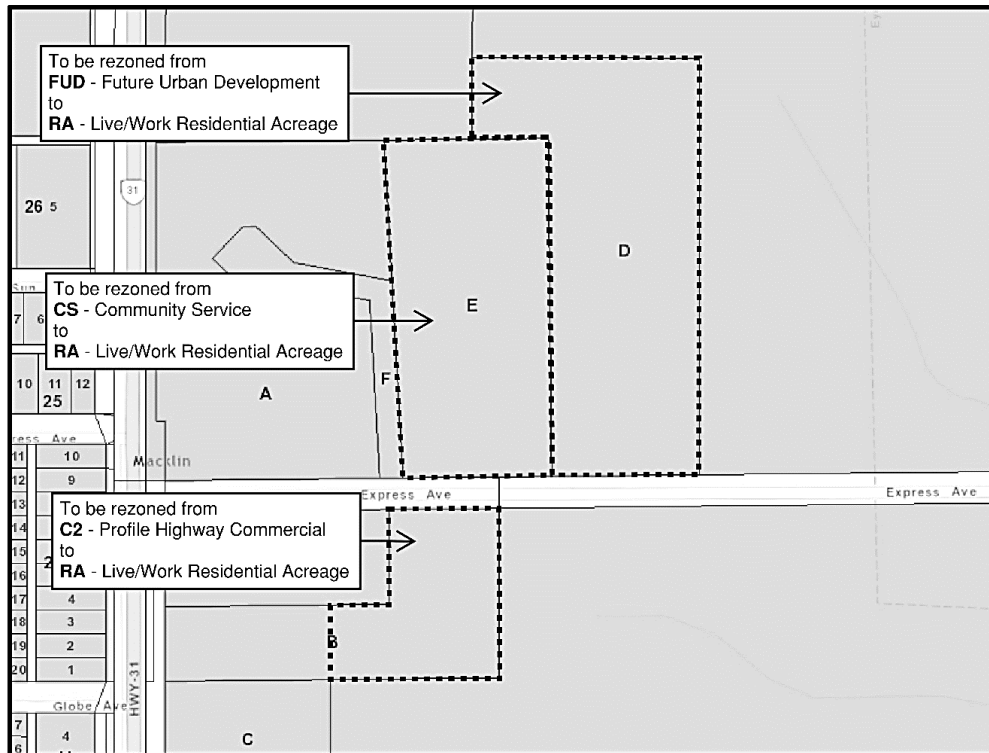 To be rezoned from
FUD - Future Urban Development
to
RA - Live/Work Residential Acreage
31
26 5
D
To be rezoned from
CS - Community Service
to
RA - Live/Work Residential Acreage
Sun
7 6
E
F
A
10 11 12
25
ress Ave
11 10
Macklin
12 9
Express Ave
Express Ave
To be rezoned from
C2 - Profile Highway Commercial
to
RA - Live/Work Residential Acreage
13
14
15
2
16
17 4
18 3
19 2
20 1
B
HWY-31
Globe Ave
7
4
6
C